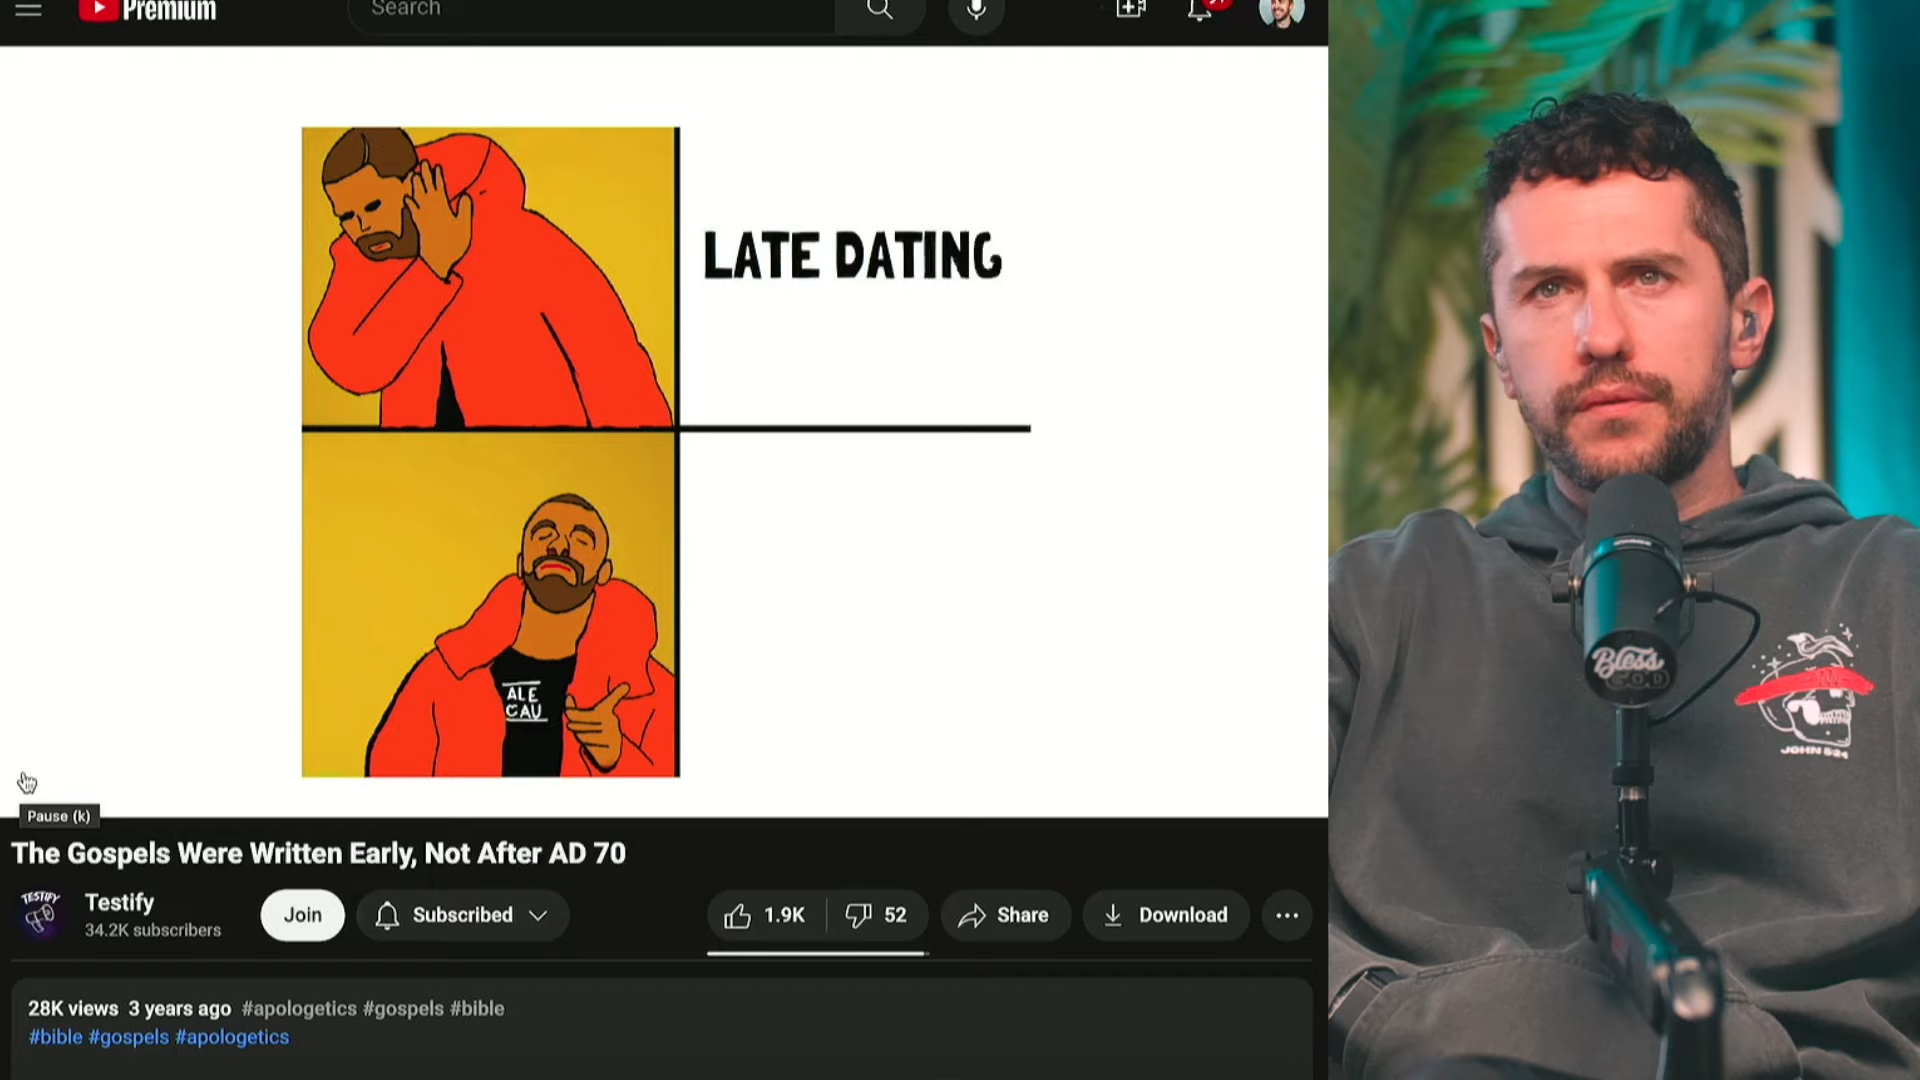 Premium
Search
LATE DATING
ALE
CAU
Pause (k)
The Gospels Were Written Early, Not After AD 70
TESTIFY
Testify
34.2K subscribers
Join
Subscribed
1.9K
52
Share
Download
28K views 3 years ago #apologetics #gospels #bible
#bible #gospels #apologetics
Bless
GOD
JOHN 5:24